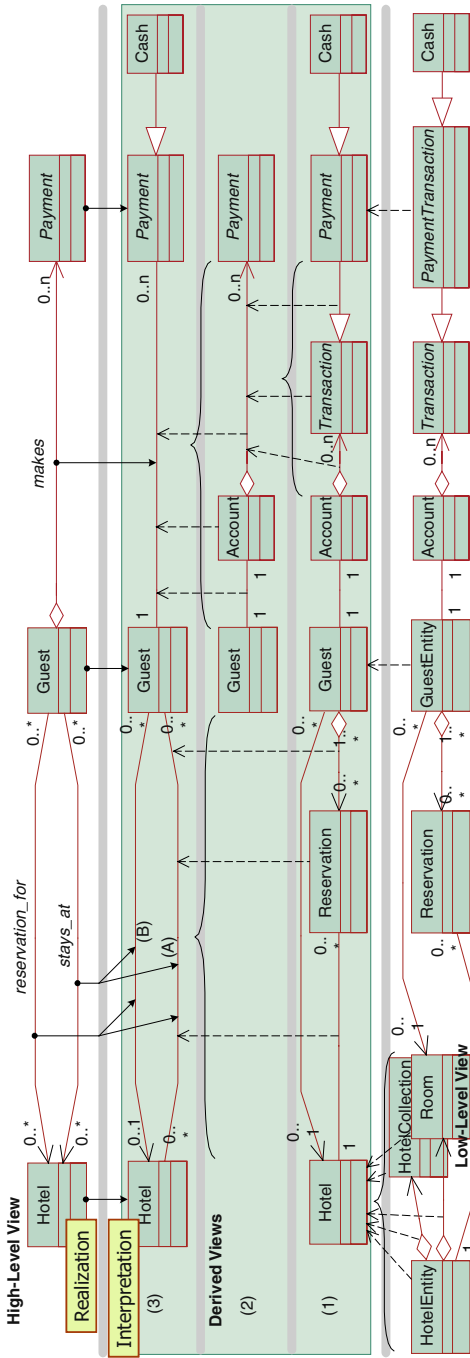 High-Level View
reservation_for
makes
Hotel
0..*
0..*
stays_at
0..*
0..*
Guest
0..n
Payment
Realization
Interpretation
(3)
Hotel
0..1
0..
*
(B)
(A)
0..
*
0..
*
Guest
1
0..n
Payment
Cash
Derived Views
(2)
Guest
1
1
Account
0..n
Payment
(1)
Hotel
0..
1
1
0..
*
Reservation
0..
*
0..
*
1..
*
Guest
1
1
Account
0..n
Transaction
Payment
Cash
HotelEntity
1
HotelCollection
Room
0..
1
Reservation
0..
*
0..
*
1..
*
GuestEntity
1
1
Account
0..n
Transaction
PaymentTransaction
Cash
Low-Level View